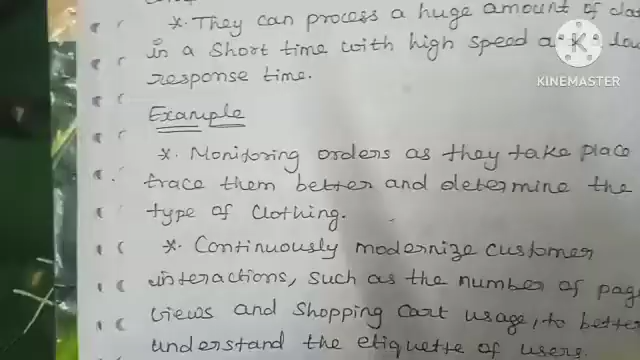 *. They can process a huge amount of
in a short time with high speed
response time.
Example
*. Monitoring orders as they take place
trace them better and determine the
type of clothing.
*. Continuously modernize customer
interactions, such as the number of pag
views and shopping cart usage, to better
understand the etiquette of users.
K
KINEMASTER